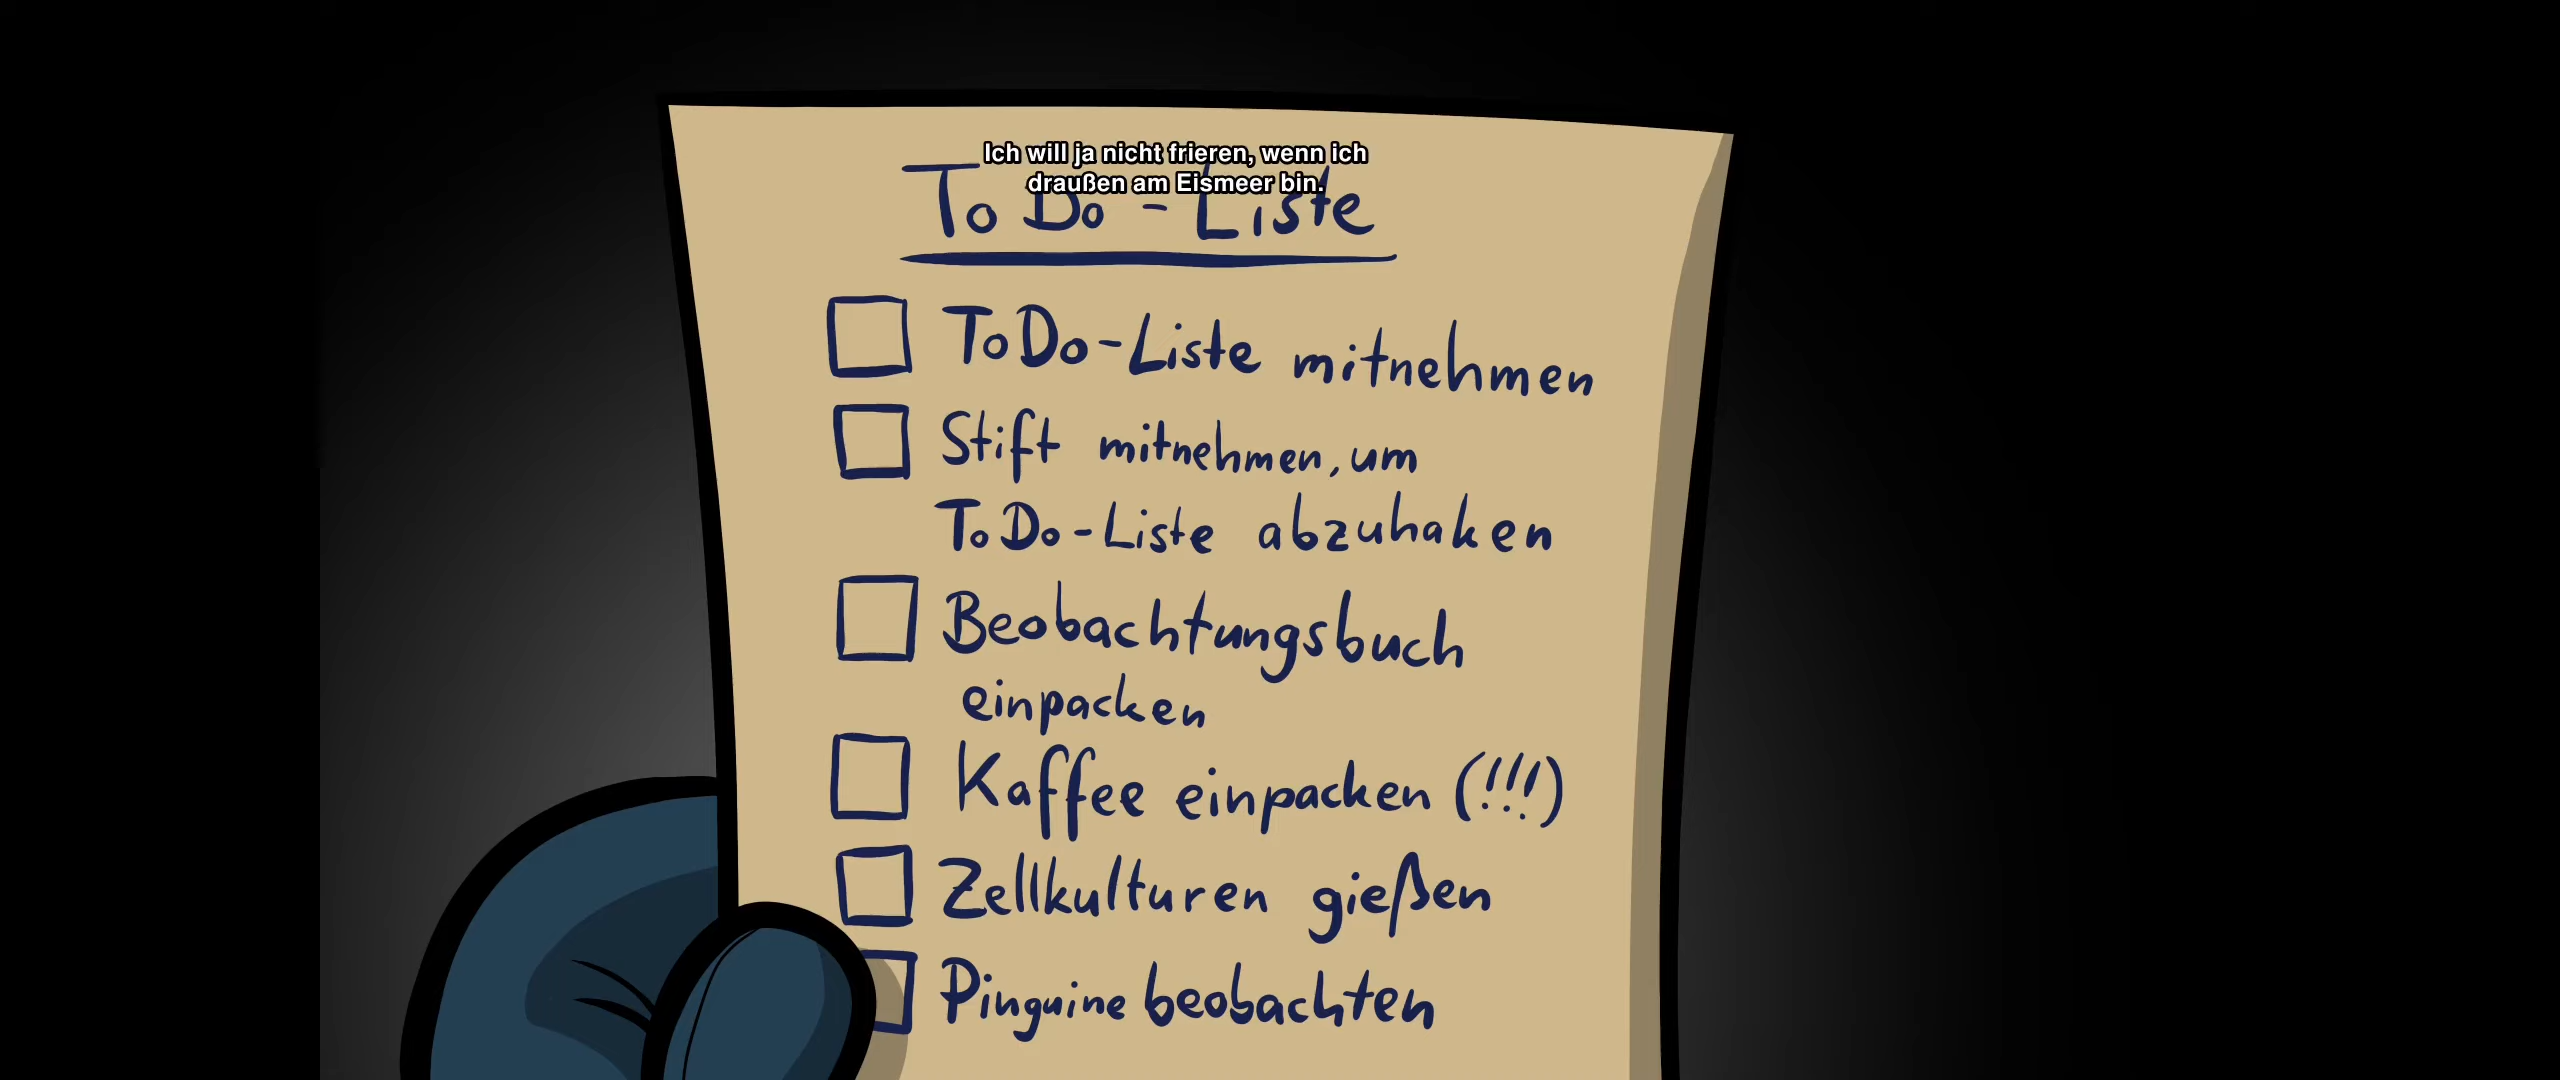 Ich will ja nicht frieren, wenn ich
draußen am Eismeer bin.
To Do - Liste
ToDo-Liste mitnehmen
Stift mitnehmen, um
ToDo-Liste abzuhaken
Beobachtungsbuch
einpacken
Kaffee einpacken (!!!)
Zellkulturen gießen
Pinguine beobachten